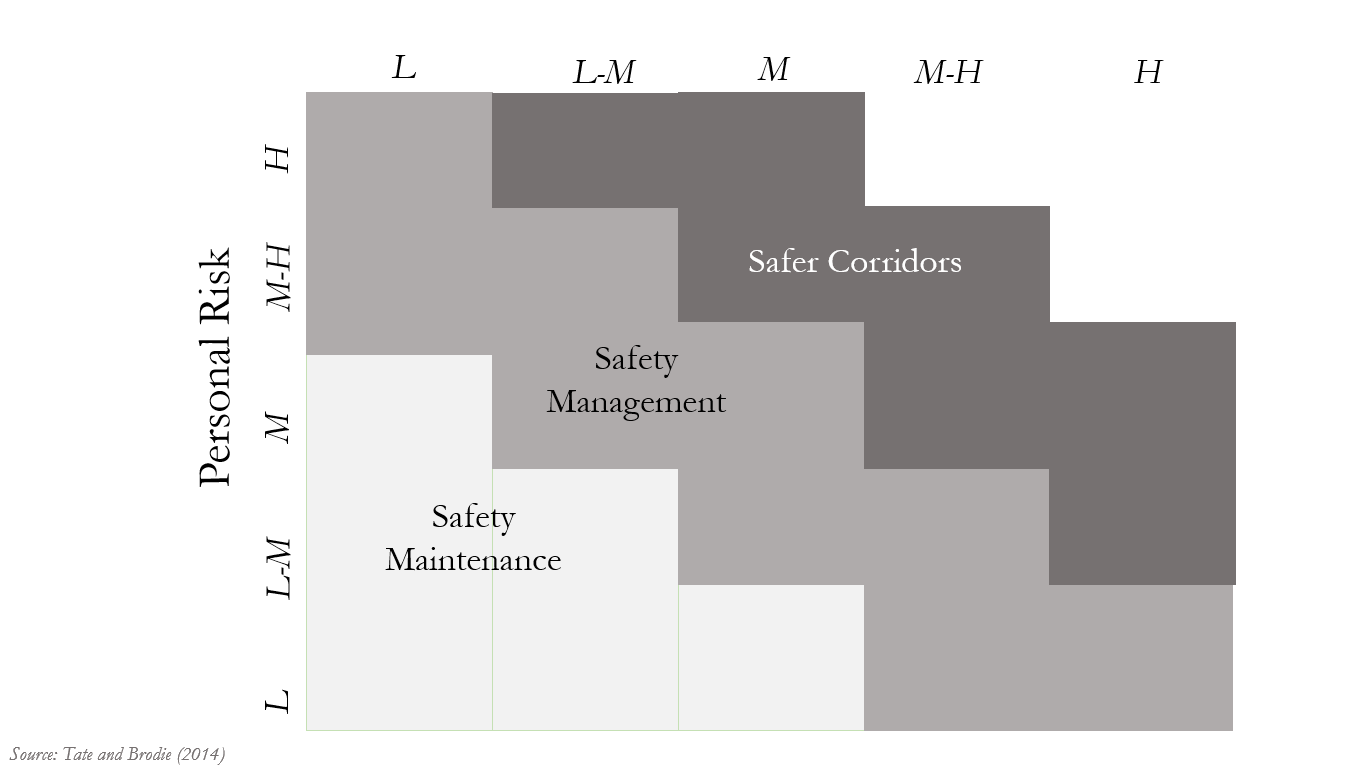 L L-M M M-H H
H
Safer Corridors
M-H
Personal Risk
Safety
Management
M
Safety
Maintenance
L-M
L
Source: Tate and Brodie (2014)